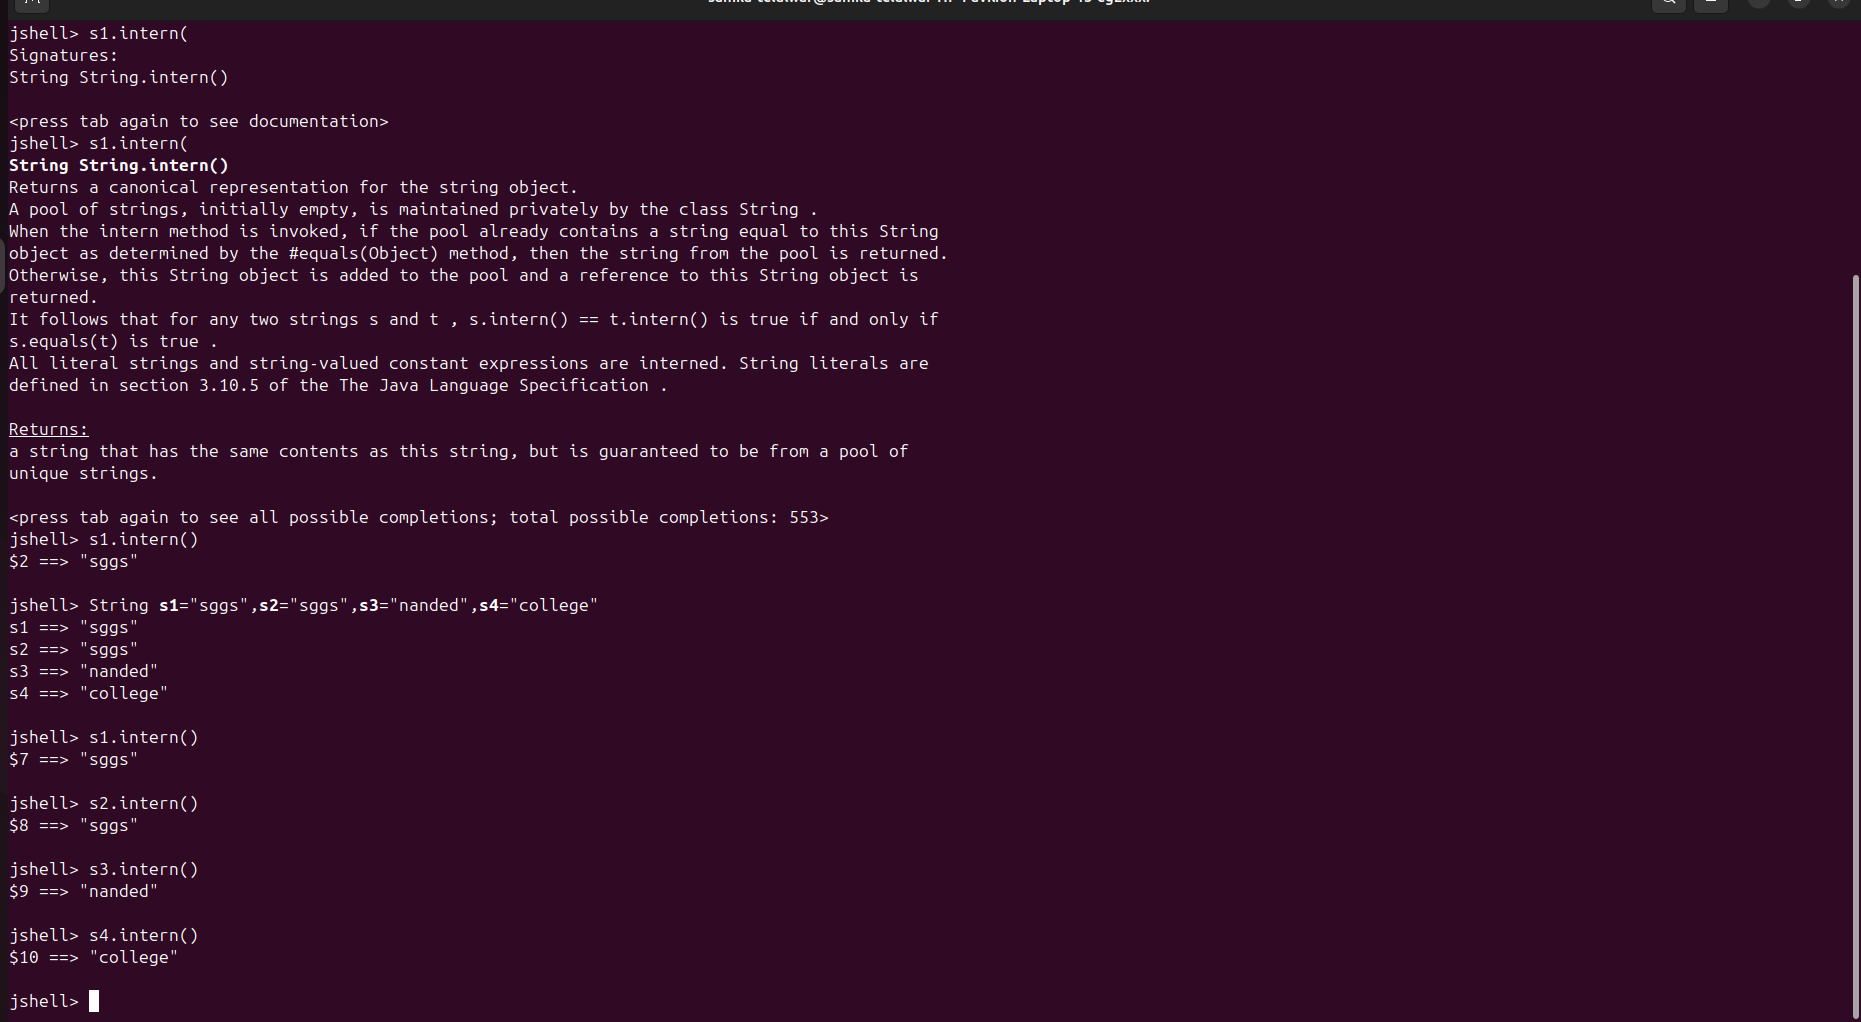 jshell> s1.intern(
Signatures:
String String.intern()
<press tab again to see documentation>
jshell> s1.intern(
String String.intern()
Returns a canonical representation for the string object.
A pool of strings, initially empty, is maintained privately by the class String .
When the intern method is invoked, if the pool already contains a string equal to this String
object as determined by the #equals(Object) method, then the string from the pool is returned.
Otherwise, this String object is added to the pool and a reference to this String object is
returned.
It follows that for any two strings s and t , s.intern() == t.intern() is true if and only if
s.equals(t) is true .
All literal strings and string-valued constant expressions are interned. String literals are
defined in section 3.10.5 of the The Java Language Specification .
Returns:
a string that has the same contents as this string, but is guaranteed to be from a pool of
unique strings.
<press tab again to see all possible completions; total possible completions: 553>
jshell> s1.intern()
$2 ==> "sggs"
jshell> String s1="sggs",s2="sggs",s3="nanded",s4="college"
s1 ==> "sggs"
s2 ==> "sggs"
s3 ==> "nanded"
s4 ==> "college"
jshell> s1.intern()
$7 ==> "sggs"
jshell> s2.intern()
$8 ==> "sggs"
jshell> s3.intern()
$9 ==> "nanded"
jshell> s4.intern()
$10 ==> "college"
jshell>